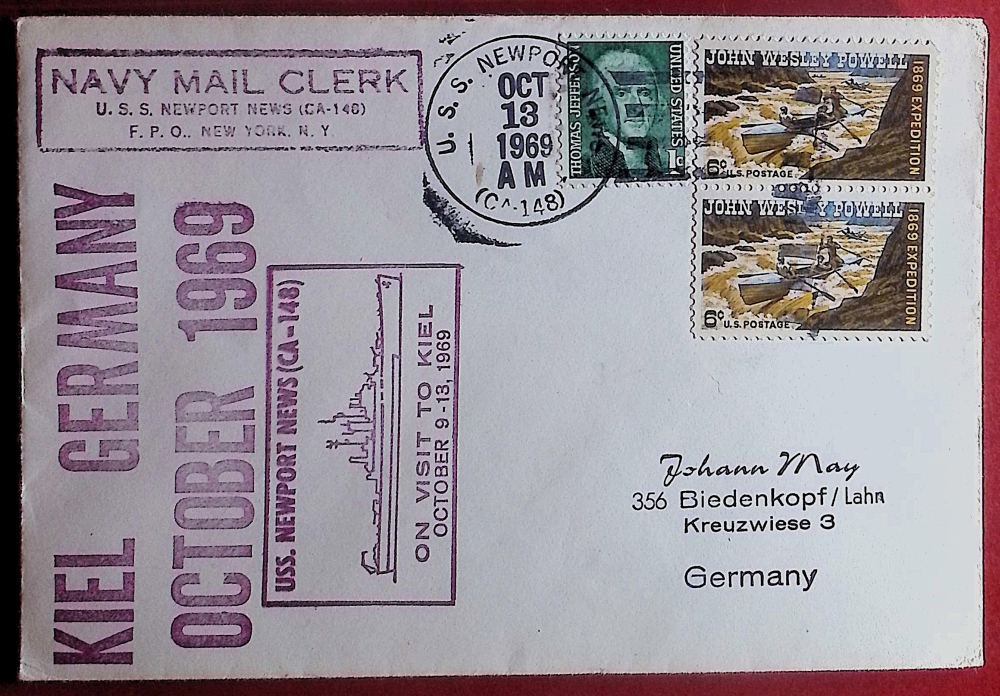 NAVY MAIL CLERK
U. S. S. NEWPORT NEWS (CA-148)
F. P. O., NEW YORK, N. Y
U. S. S. NEWPORT NEWS
OCT
13
1969
AM
(CA-148)
THOMAS JEFFERSON
UNITED STATES
1c
JOHN WESLEY POWELL
1869 EXPEDITION
6c U.S. POSTAGE
JOHN WESLEY POWELL
1869 EXPEDITION
6c U.S. POSTAGE
KIEL GERMANY
OCTOBER 1969
USS. NEWPORT NEWS (CA-148)
ON VISIT TO KIEL
OCTOBER 9-13, 1969
Johann May
356 Biedenkopf/Lahn
Kreuzwiese 3
Germany